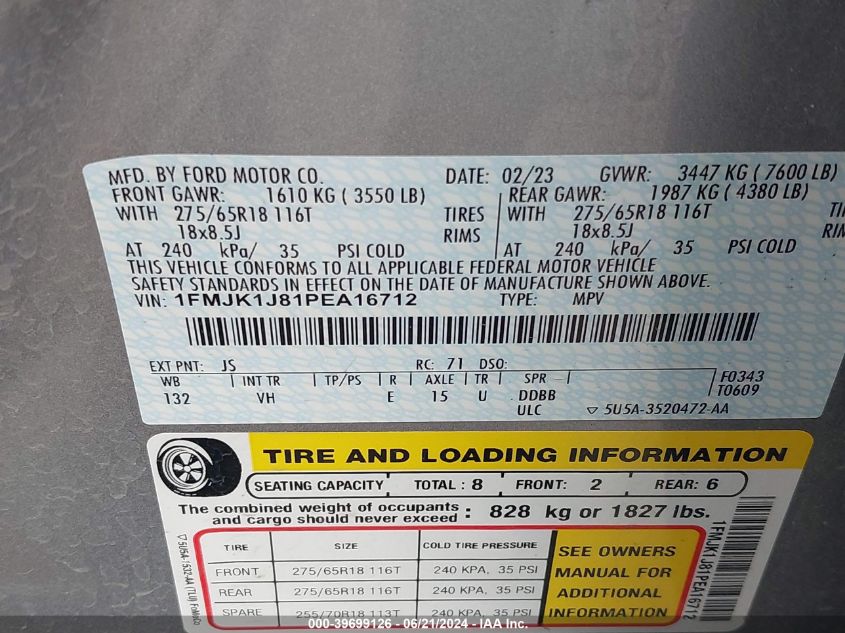 MFD. BY FORD MOTOR CO. DATE: 02/23 GVWR: 3447 KG ( 7600 LB)
FRONT GAWR: 1610 KG ( 3550 LB) REAR GAWR: 1987 KG ( 4380 LB)
WITH 275/65R18 116T TIRES WITH 275/65R18 116T
18x8.5J RIMS 18x8.5J
AT 240 kPa/ 35 PSI COLD AT 240 kPa/ 35 PSI COLD
THIS VEHICLE CONFORMS TO ALL APPLICABLE FEDERAL MOTOR VEHICLE
SAFETY STANDARDS IN EFFECT ON THE DATE OF MANUFACTURE SHOWN ABOVE.
VIN: 1FMJK1J81PEA16712 TYPE: MPV
EXT PNT: JS RC: 71 DSO:
WB INT TR TP/PS R AXLE TR SPR F0343
132 VH E 15 U DDBB T0609
ULC ▽ 5U5A-3520472-AA
TIRE AND LOADING INFORMATION
SEATING CAPACITY TOTAL : 8 FRONT: 2 REAR: 6
The combined weight of occupants
and cargo should never exceed : 828 kg or 1827 lbs.
TIRE SIZE COLD TIRE PRESSURE
FRONT 275/65R18 116T 240 KPA, 35 PSI
REAR 275/65R18 116T 240 KPA, 35 PSI
SPARE 255/70R18 113T 240 KPA, 35 PSI
SEE OWNERS
MANUAL FOR
ADDITIONAL
INFORMATION
1FMJK1J81PEA16712
000-39699126 - 06/21/2024 - IAA Inc.